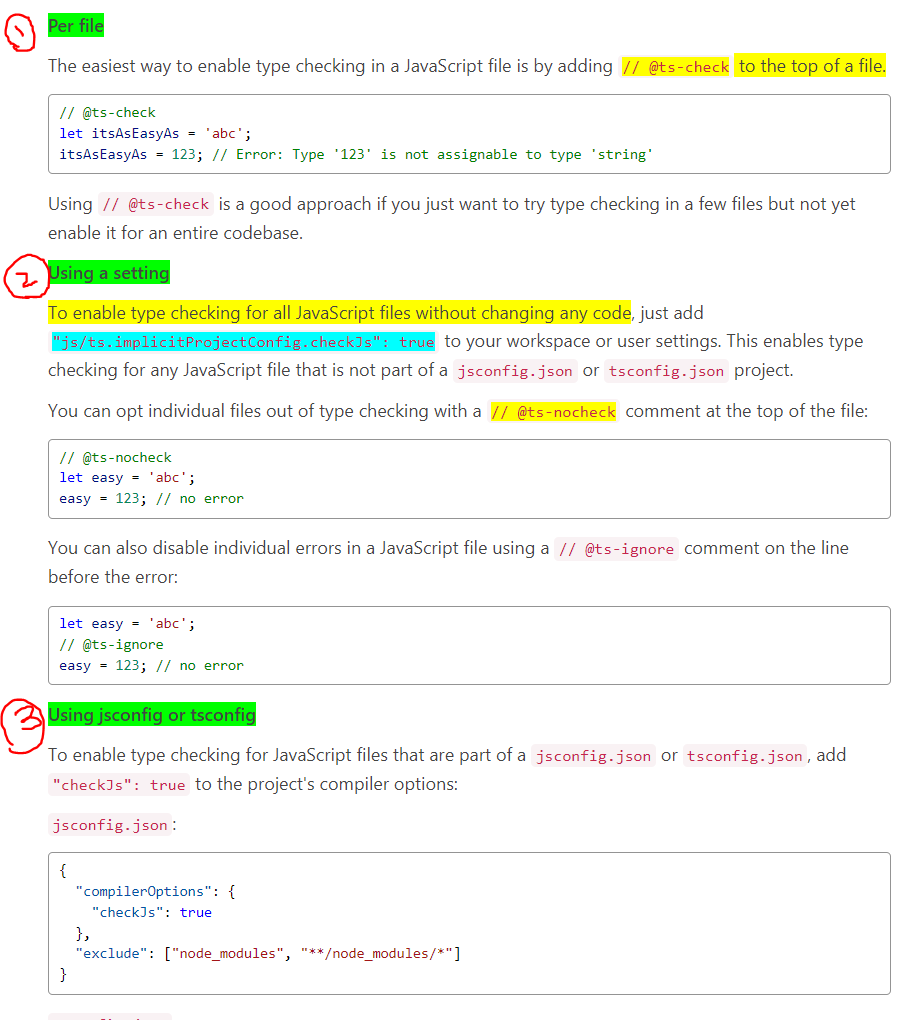 1
Per file
The easiest way to enable type checking in a JavaScript file is by adding // @ts-check to the top of a file.
// @ts-check
let itsAsEasyAs = 'abc';
itsAsEasyAs = 123; // Error: Type '123' is not assignable to type 'string'
Using // @ts-check is a good approach if you just want to try type checking in a few files but not yet
enable it for an entire codebase.
2
Using a setting
To enable type checking for all JavaScript files without changing any code, just add
"js/ts.implicitProjectConfig.checkJs": true to your workspace or user settings. This enables type
checking for any JavaScript file that is not part of a jsconfig.json or tsconfig.json project.
You can opt individual files out of type checking with a // @ts-nocheck comment at the top of the file:
// @ts-nocheck
let easy = 'abc';
easy = 123; // no error
You can also disable individual errors in a JavaScript file using a // @ts-ignore comment on the line
before the error:
let easy = 'abc';
// @ts-ignore
easy = 123; // no error
3
Using jsconfig or tsconfig
To enable type checking for JavaScript files that are part of a jsconfig.json or tsconfig.json, add
"checkJs": true to the project's compiler options:
jsconfig.json:
{
  "compilerOptions": {
    "checkJs": true
  },
  "exclude": ["node_modules", "**/node_modules/*"]
}